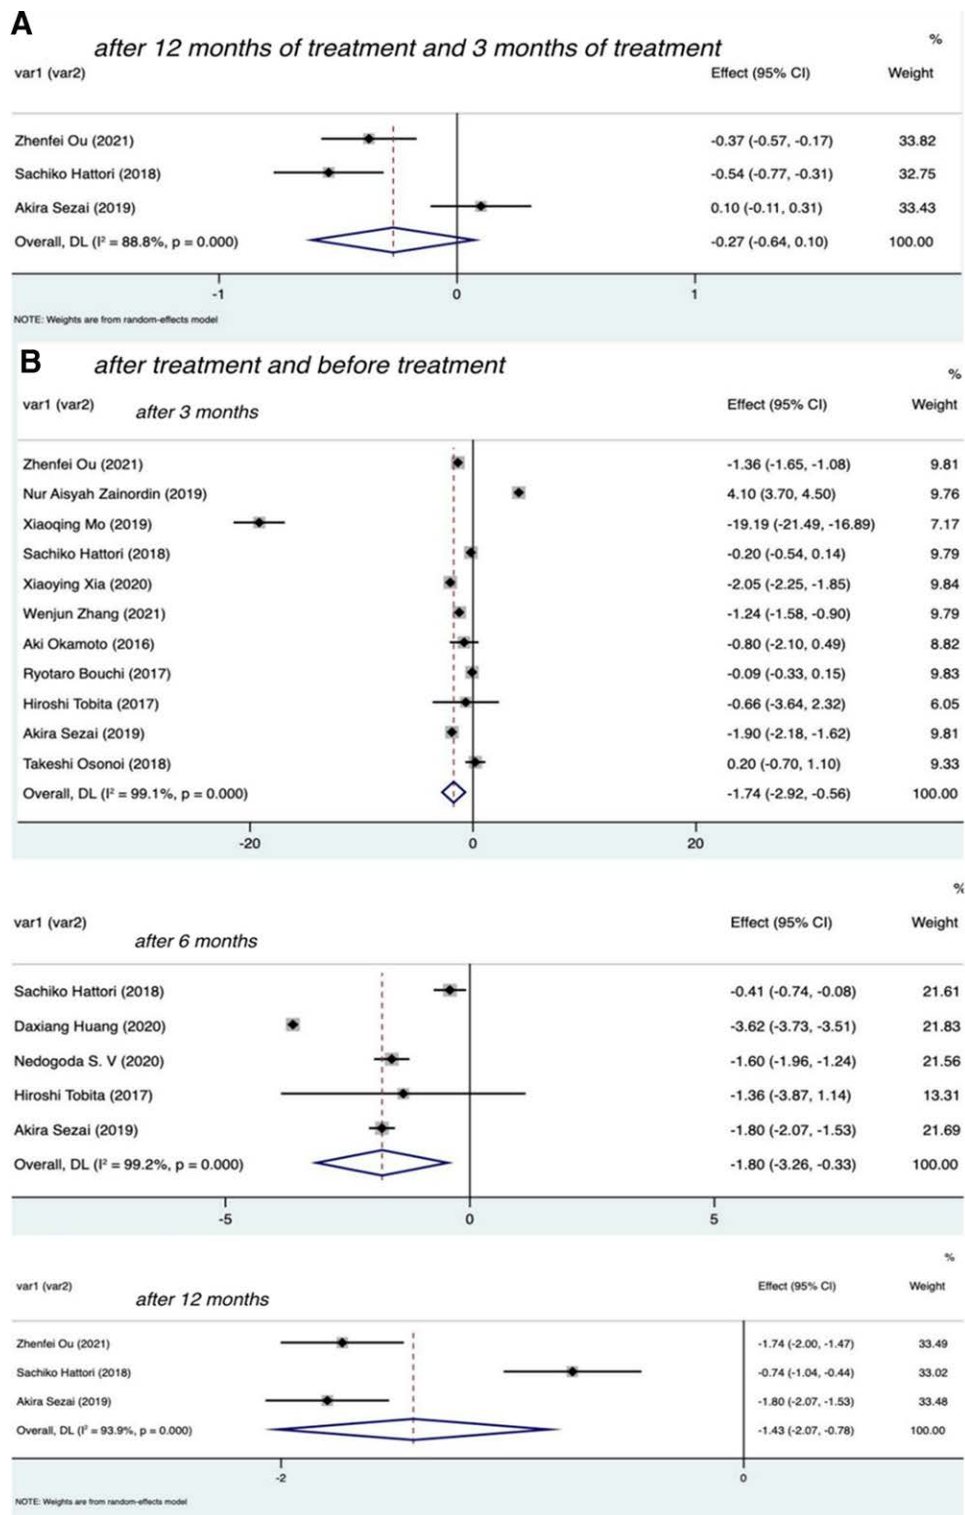 A
after 12 months of treatment and 3 months of treatment
%
var1 (var2) Effect (95% CI) Weight
Zhenfei Ou (2021) -0.37 (-0.57, -0.17) 33.82
Sachiko Hattori (2018) -0.54 (-0.77, -0.31) 32.75
Akira Sezai (2019) 0.10 (-0.11, 0.31) 33.43
Overall, DL (I² = 88.8%, p = 0.000) -0.27 (-0.64, 0.10) 100.00
-1 0 1
NOTE: Weights are from random-effects model
B
after treatment and before treatment
%
var1 (var2) after 3 months Effect (95% CI) Weight
Zhenfei Ou (2021) -1.36 (-1.65, -1.08) 9.81
Nur Aisyah Zainordin (2019) 4.10 (3.70, 4.50) 9.76
Xiaoqing Mo (2019) -19.19 (-21.49, -16.89) 7.17
Sachiko Hattori (2018) -0.20 (-0.54, 0.14) 9.79
Xiaoying Xia (2020) -2.05 (-2.25, -1.85) 9.84
Wenjun Zhang (2021) -1.24 (-1.58, -0.90) 9.79
Aki Okamoto (2016) -0.80 (-2.10, 0.49) 8.82
Ryotaro Bouchi (2017) -0.09 (-0.33, 0.15) 9.83
Hiroshi Tobita (2017) -0.66 (-3.64, 2.32) 6.05
Akira Sezai (2019) -1.90 (-2.18, -1.62) 9.81
Takeshi Osonoi (2018) 0.20 (-0.70, 1.10) 9.33
Overall, DL (I² = 99.1%, p = 0.000) -1.74 (-2.92, -0.56) 100.00
-20 0 20
%
var1 (var2) Effect (95% CI) Weight
after 6 months
Sachiko Hattori (2018) -0.41 (-0.74, -0.08) 21.61
Daxiang Huang (2020) -3.62 (-3.73, -3.51) 21.83
Nedogoda S. V (2020) -1.60 (-1.96, -1.24) 21.56
Hiroshi Tobita (2017) -1.36 (-3.87, 1.14) 13.31
Akira Sezai (2019) -1.80 (-2.07, -1.53) 21.69
Overall, DL (I² = 99.2%, p = 0.000) -1.80 (-3.26, -0.33) 100.00
-5 0 5
%
var1 (var2) Effect (95% CI) Weight
after 12 months
Zhenfei Ou (2021) -1.74 (-2.00, -1.47) 33.49
Sachiko Hattori (2018) -0.74 (-1.04, -0.44) 33.02
Akira Sezai (2019) -1.80 (-2.07, -1.53) 33.48
Overall, DL (I² = 93.9%, p = 0.000) -1.43 (-2.07, -0.78) 100.00
-2 0
NOTE: Weights are from random-effects model